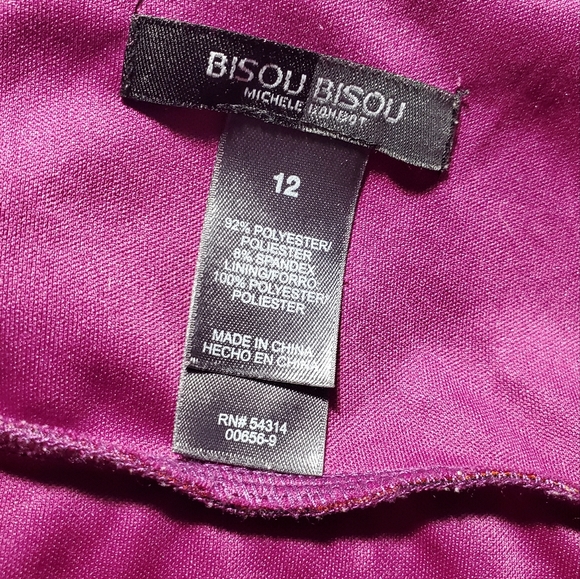 BISOU BISOU
MICHELE BOHBOT
12
92% POLYESTER/
POLIESTER
8% SPANDEX
LINING/FORRO:
100% POLYESTER/
POLIESTER
MADE IN CHINA
HECHO EN CHINA
RN# 54314
00656-9